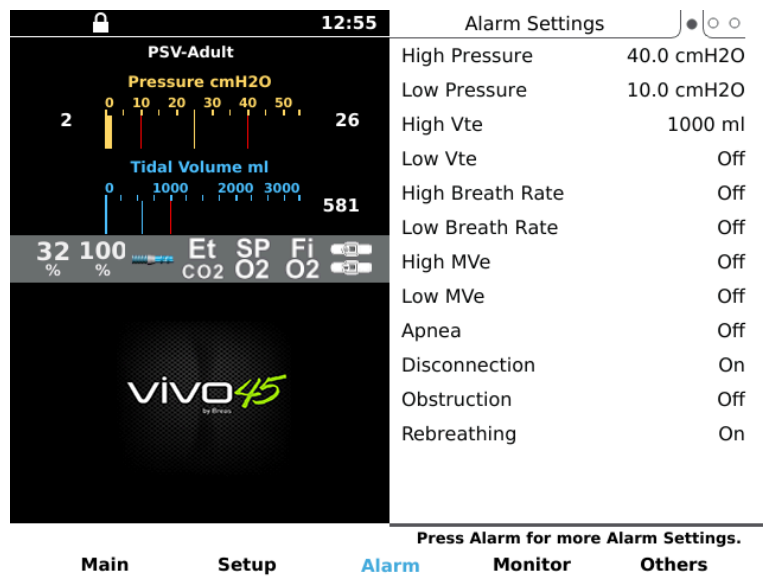 12:55
PSV-Adult
Pressure cmH2O
0 10 20 30 40 50
2 26
Tidal Volume ml
0 1000 2000 3000
581
32 % 100 % Et CO2 SP O2 Fi O2
vivo 45
by Breas
Alarm Settings
High Pressure 40.0 cmH2O
Low Pressure 10.0 cmH2O
High Vte 1000 ml
Low Vte Off
High Breath Rate Off
Low Breath Rate Off
High MVe Off
Low MVe Off
Apnea Off
Disconnection On
Obstruction Off
Rebreathing On
Press Alarm for more Alarm Settings.
Main Setup Alarm Monitor Others